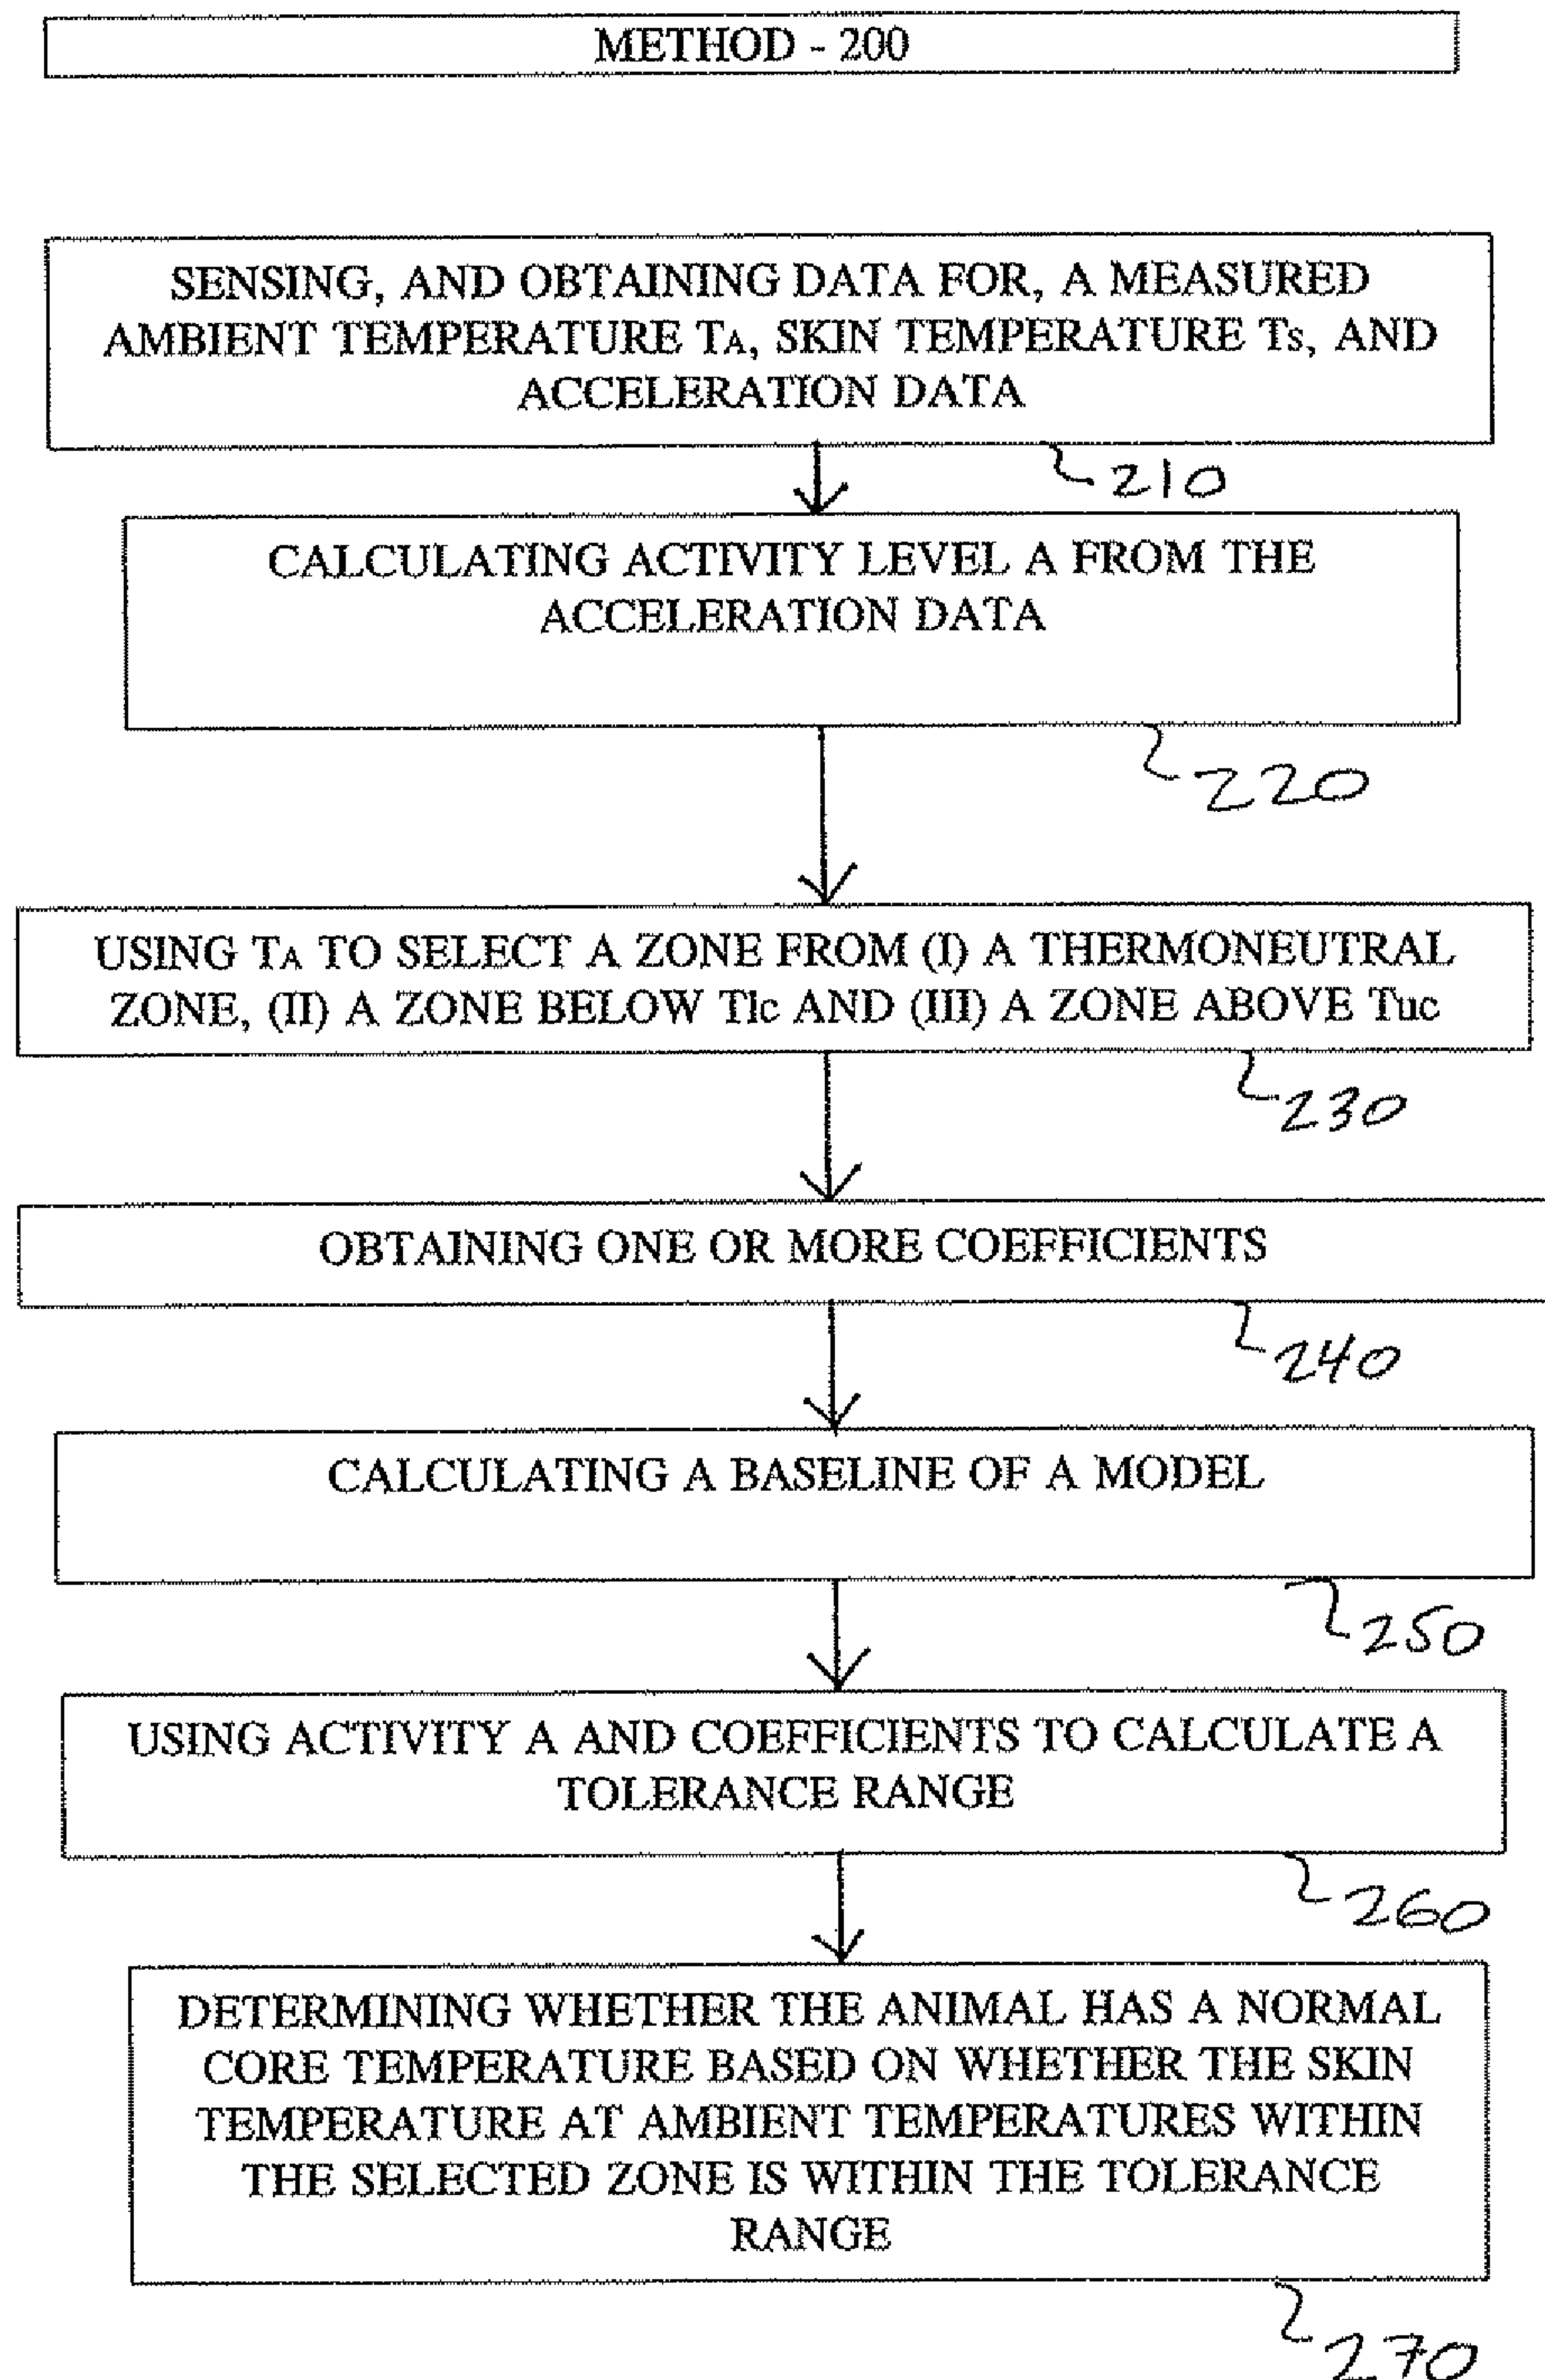 METHOD - 200
SENSING, AND OBTAINING DATA FOR, A MEASURED
AMBIENT TEMPERATURE TA, SKIN TEMPERATURE TS, AND
ACCELERATION DATA
210
CALCULATING ACTIVITY LEVEL A FROM THE
ACCELERATION DATA
220
USING TA TO SELECT A ZONE FROM (I) A THERMONEUTRAL
ZONE, (II) A ZONE BELOW Tlc AND (III) A ZONE ABOVE Tuc
230
OBTAINING ONE OR MORE COEFFICIENTS
240
CALCULATING A BASELINE OF A MODEL
250
USING ACTIVITY A AND COEFFICIENTS TO CALCULATE A
TOLERANCE RANGE
260
DETERMINING WHETHER THE ANIMAL HAS A NORMAL
CORE TEMPERATURE BASED ON WHETHER THE SKIN
TEMPERATURE AT AMBIENT TEMPERATURES WITHIN
THE SELECTED ZONE IS WITHIN THE TOLERANCE
RANGE
270